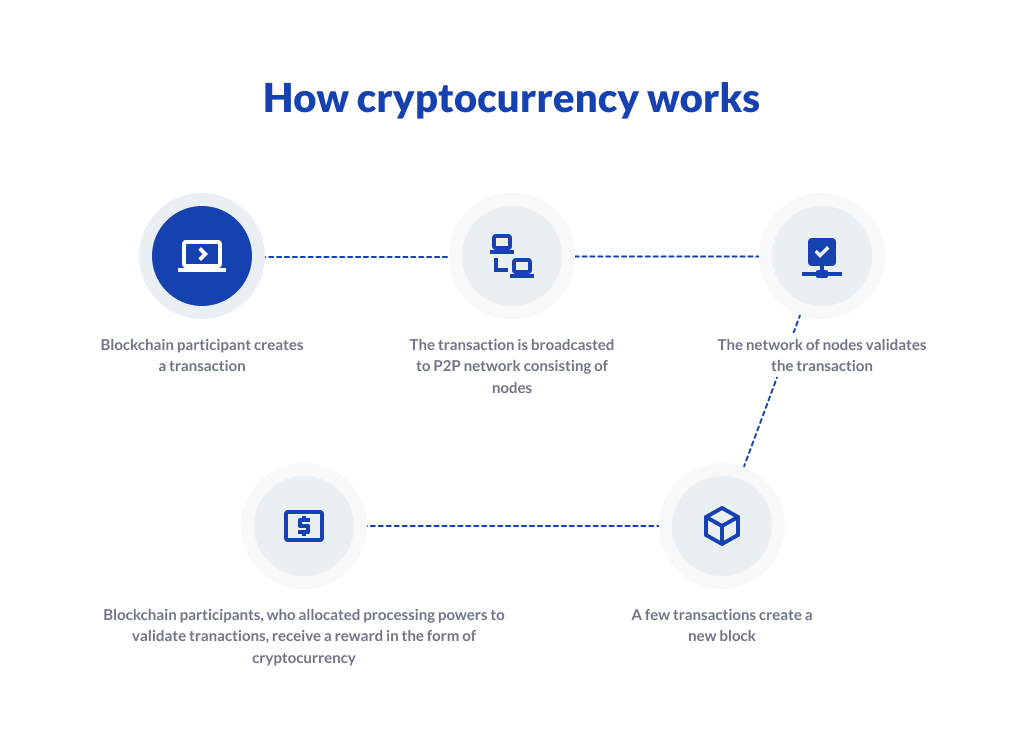 How cryptocurrency works
Blockchain participant creates
a transaction
The transaction is broadcasted
to P2P network consisting of
nodes
The network of nodes validates
the transaction
Blockchain participants, who allocated processing powers to
validate tranactions, receive a reward in the form of
cryptocurrency
A few transactions create a
new block